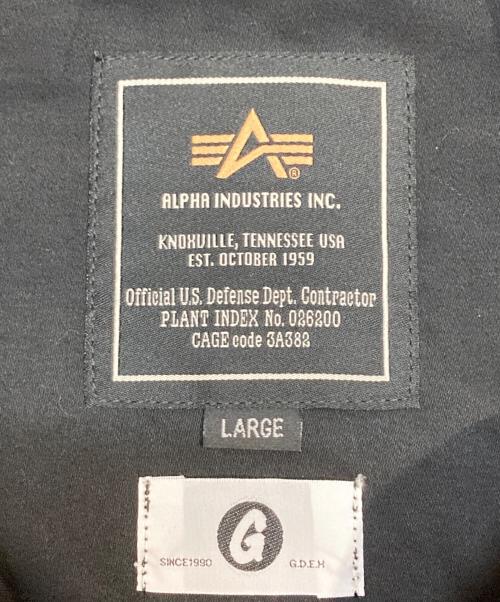 A®
ALPHA INDUSTRIES INC.
KNOXVILLE, TENNESSEE USA
EST. OCTOBER 1959
Official U.S. Defense Dept. Contractor
PLANT INDEX No. 026200
CAGE code 3A382
LARGE
G
SINCE1990 G.D.E.H